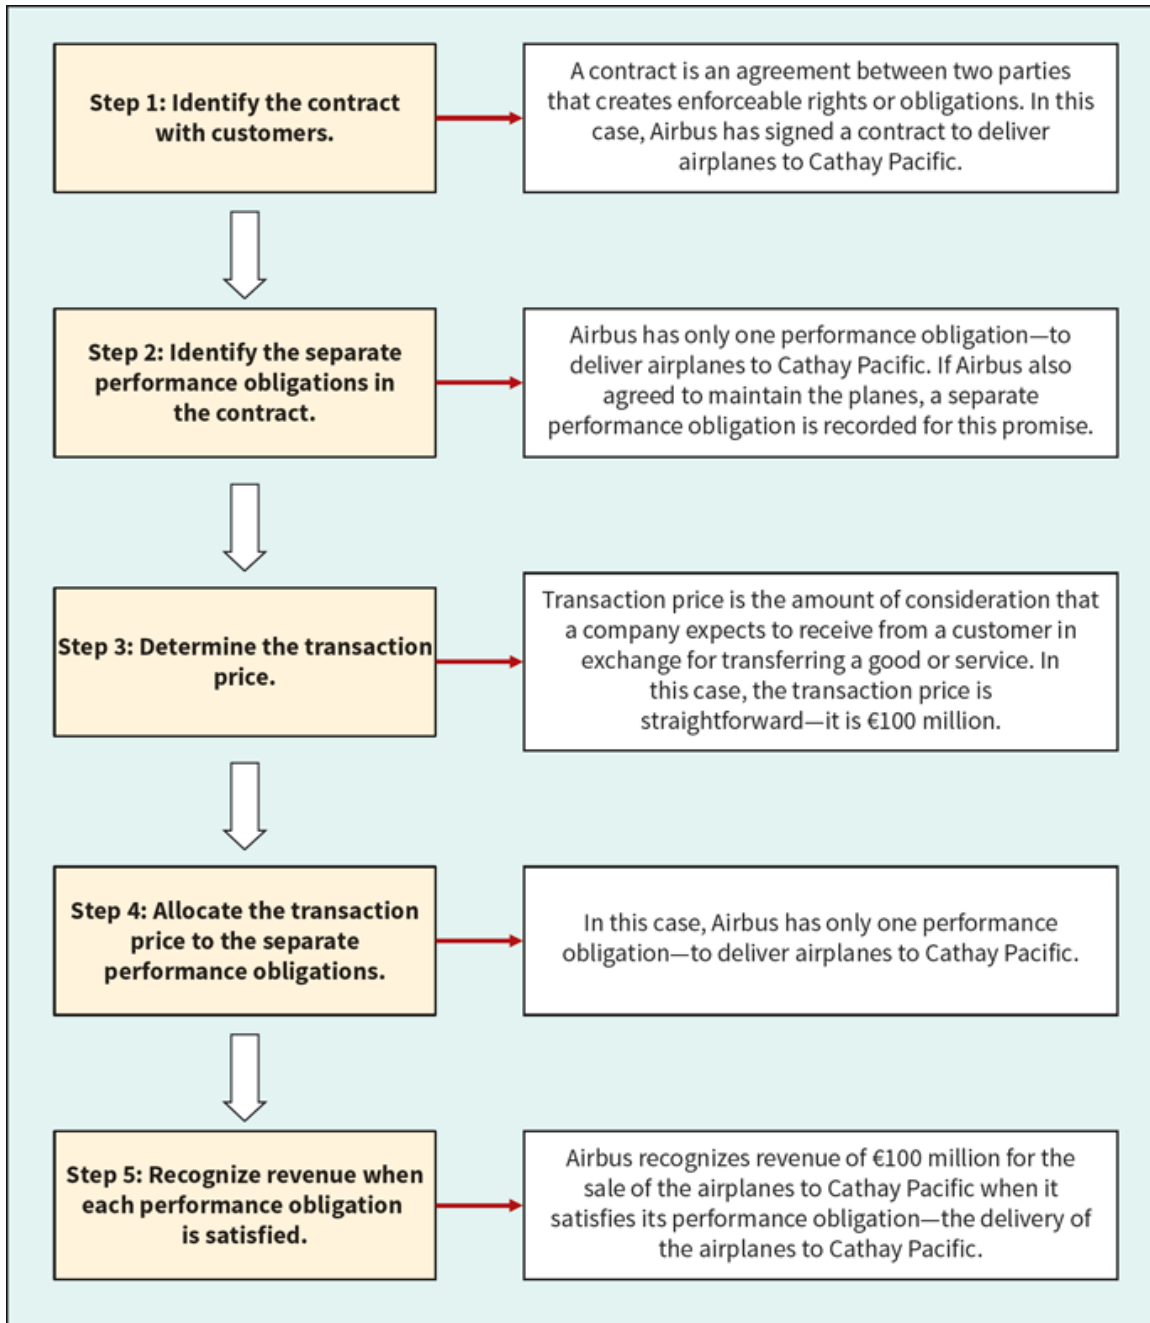 Step 1: Identify the contract
with customers.
A contract is an agreement between two parties
that creates enforceable rights or obligations. In this
case, Airbus has signed a contract to deliver
airplanes to Cathay Pacific.
Step 2: Identify the separate
performance obligations in
the contract.
Airbus has only one performance obligation—to
deliver airplanes to Cathay Pacific. If Airbus also
agreed to maintain the planes, a separate
performance obligation is recorded for this promise.
Step 3: Determine the transaction
price.
Transaction price is the amount of consideration that
a company expects to receive from a customer in
exchange for transferring a good or service. In
this case, the transaction price is
straightforward—it is €100 million.
Step 4: Allocate the transaction
price to the separate
performance obligations.
In this case, Airbus has only one performance
obligation—to deliver airplanes to Cathay Pacific.
Step 5: Recognize revenue when
each performance obligation
is satisfied.
Airbus recognizes revenue of €100 million for the
sale of the airplanes to Cathay Pacific when it
satisfies its performance obligation—the delivery of
the airplanes to Cathay Pacific.